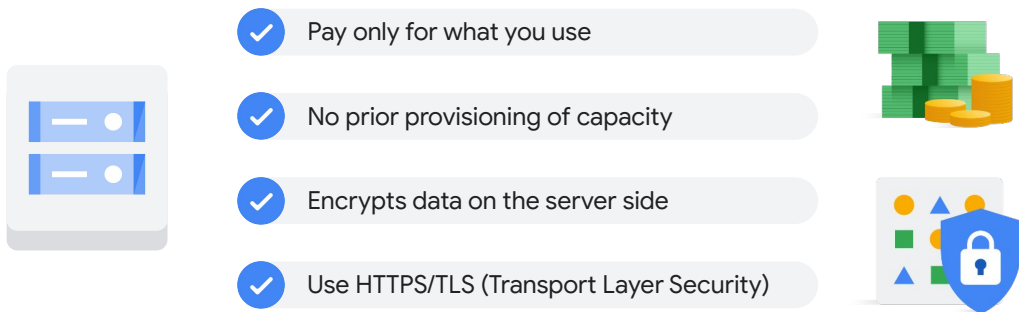 Pay only for what you use
No prior provisioning of capacity
Encrypts data on the server side
Use HTTPS/TLS (Transport Layer Security)